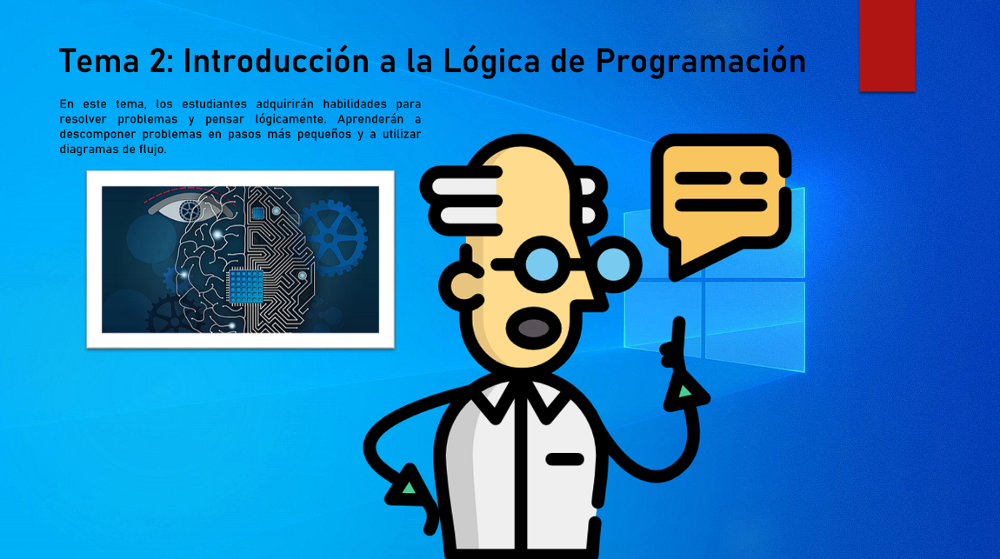 Tema 2: Introducción a la Lógica de Programación
En este tema, los estudiantes adquirirán habilidades para
resolver problemas y pensar lógicamente. Aprenderán a
descomponer problemas en pasos más pequeños y a utilizar
diagramas de flujo.